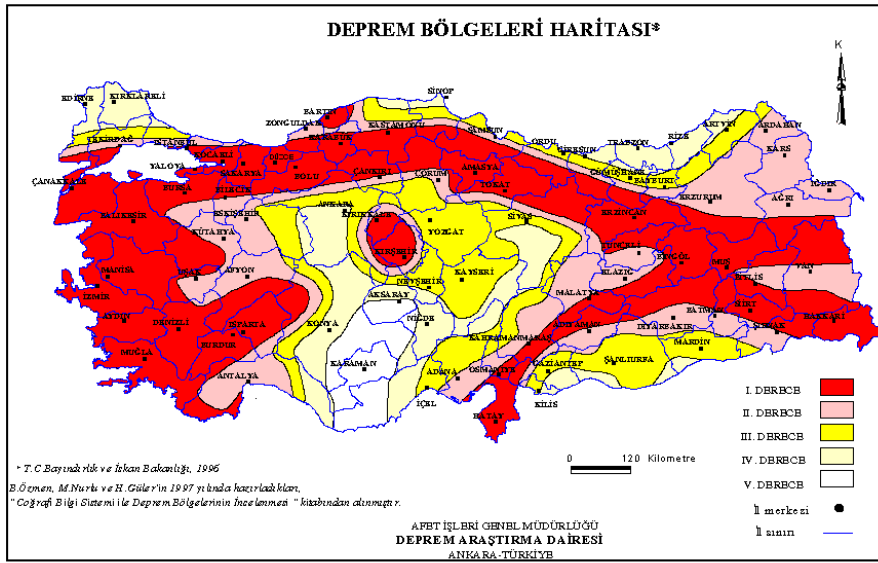 DEPREM BÖLGELERİ HARİTASI*
K
SİNOP
EDİRNE
KIRKLARELİ
BARTIN
ZONGULDAK
KASTAMONU
KARABÜK
SAMSUN
ARTVİN
ARDAHAN
RİZE
TRABZON
ORDU
GİRESUN
TEKİRDAĞ
İSTANBUL
KOCAELİ
YALOVA
SAKARYA
DÜZCE
BOLU
ÇANKIRI
ÇORUM
AMASYA
TOKAT
GÜMÜŞHANE
BAYBURT
KARS
IĞDIR
AĞRI
ERZURUM
ÇANAKKALE
BURSA
BİLECİK
ESKİŞEHİR
ANKARA
KIRIKKALE
YOZGAT
SİVAS
ERZİNCAN
BALIKESİR
KÜTAHYA
KIRŞEHİR
TUNCELİ
BİNGÖL
MUŞ
BİTLİS
VAN
MANİSA
UŞAK
AFYON
NEVŞEHİR
KAYSERİ
ELAZIĞ
MALATYA
İZMİR
AKSARAY
NİĞDE
KONYA
AYDIN
DENİZLİ
ISPARTA
BURDUR
KAHRAMANMARAŞ
ADIYAMAN
DİYARBAKIR
BATMAN
SİİRT
ŞIRNAK
HAKKARİ
MARDİN
MUĞLA
ANTALYA
KARAMAN
ADANA
OSMANİYE
GAZİANTEP
ŞANLIURFA
İÇEL
KİLİS
HATAY
I. DERECE
II. DERECE
III. DERECE
IV. DERECE
V. DERECE
İl merkezi
İl sınırı
0 120 Kilometre
* T.C Bayındırlık ve İskan Bakanlığı, 1996
B.Özmen, M.Nurlu ve H.Güler'in 1997 yılında hazırladıkları,
" Coğrafi Bilgi Sistemi ile Deprem Bölgelerinin İncelenmesi " kitabından alınmıştır.
AFET İŞLERİ GENEL MÜDÜRLÜĞÜ
DEPREM ARAŞTIRMA DAİRESİ
ANKARA-TÜRKİYE